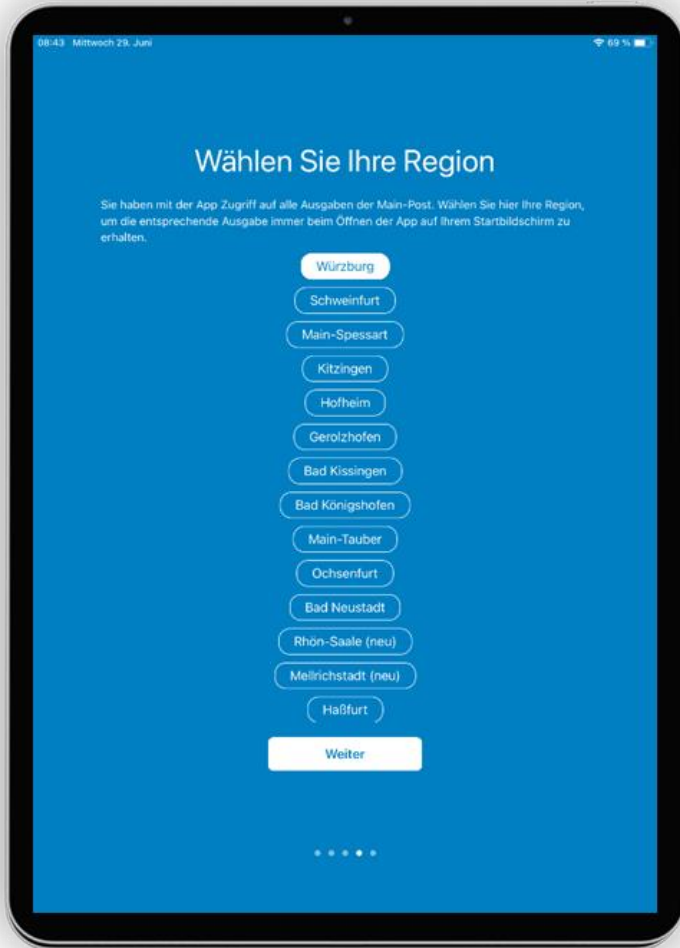 08:43 Mittwoch 29. Juni
69 %
Wählen Sie Ihre Region
Sie haben mit der App Zugriff auf alle Ausgaben der Main-Post. Wählen Sie hier Ihre Region,
um die entsprechende Ausgabe immer beim Öffnen der App auf Ihrem Startbildschirm zu
erhalten.
Würzburg
Schweinfurt
Main-Spessart
Kitzingen
Hofheim
Gerolzhofen
Bad Kissingen
Bad Königshofen
Main-Tauber
Ochsenfurt
Bad Neustadt
Rhön-Saale (neu)
Mellrichstadt (neu)
Haßfurt
Weiter